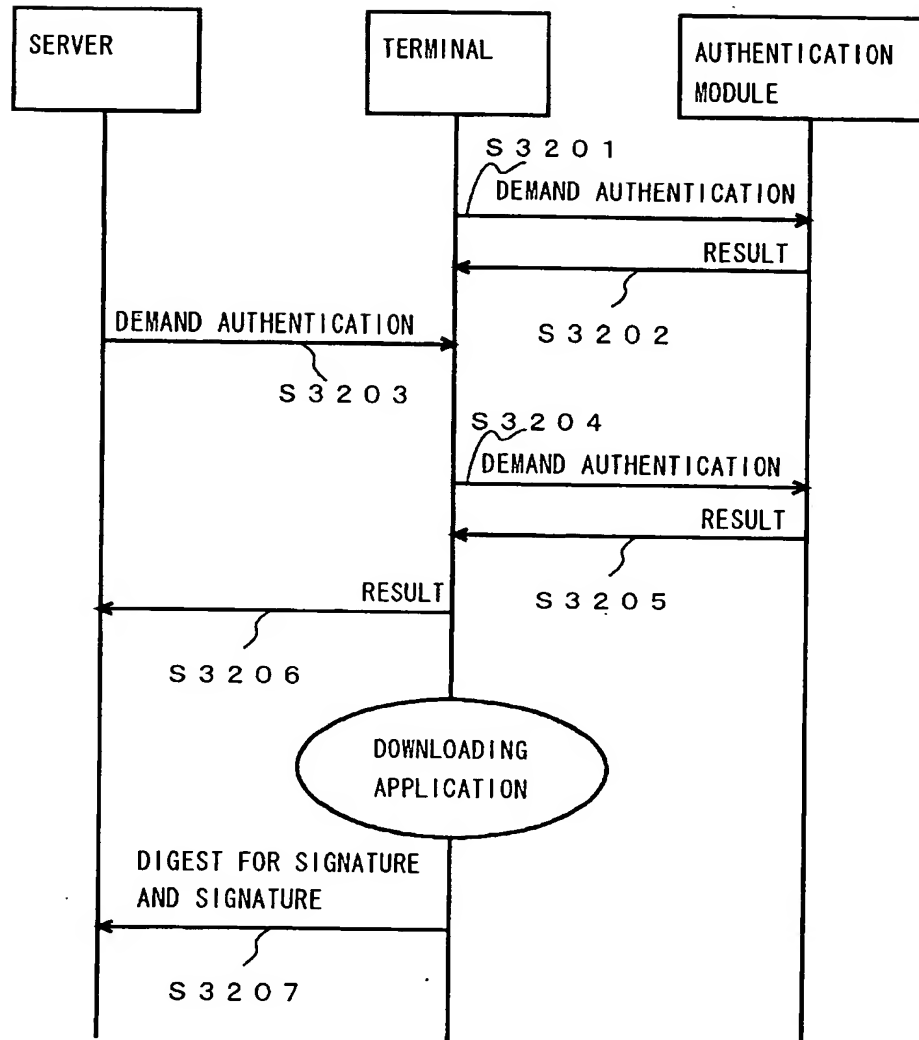 SERVER
TERMINAL
AUTHENTICATION
MODULE
S3201
DEMAND AUTHENTICATION
RESULT
S3202
DEMAND AUTHENTICATION
S3203
S3204
DEMAND AUTHENTICATION
RESULT
S3205
RESULT
S3206
DOWNLOADING
APPLICATION
DIGEST FOR SIGNATURE
AND SIGNATURE
S3207